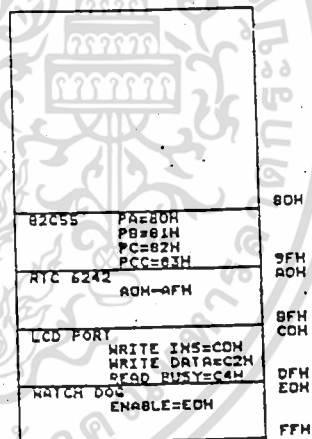 80H
82C55 PA=80H
PB=81H
PC=82H
PCC=83H
9FH
A0H
RTC 6242
A0H-AFH
BFH
C0H
LCD PORT
WRITE INS=C0H
WRITE DATA=C2H
READ BUSY=C4H
DFH
E0H
WATCH DOG
ENABLE=E0H
FFH